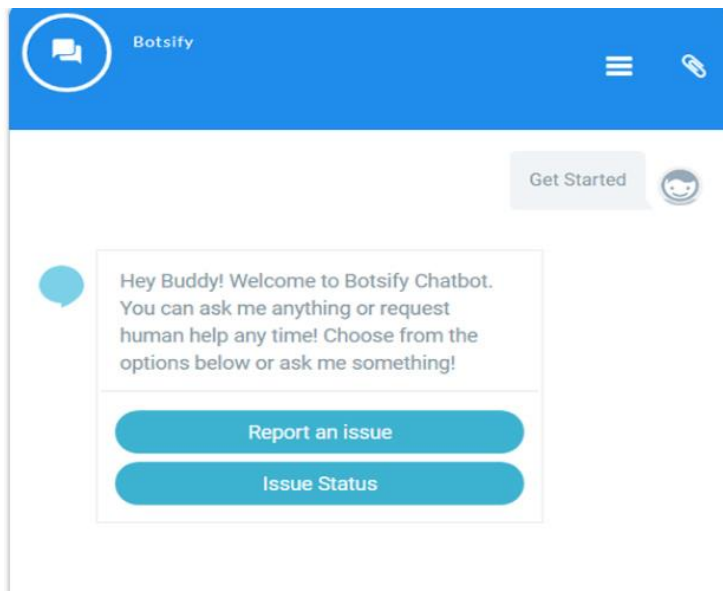 Botsify
Get Started
Hey Buddy! Welcome to Botsify Chatbot.
You can ask me anything or request
human help any time! Choose from the
options below or ask me something!
Report an issue
Issue Status